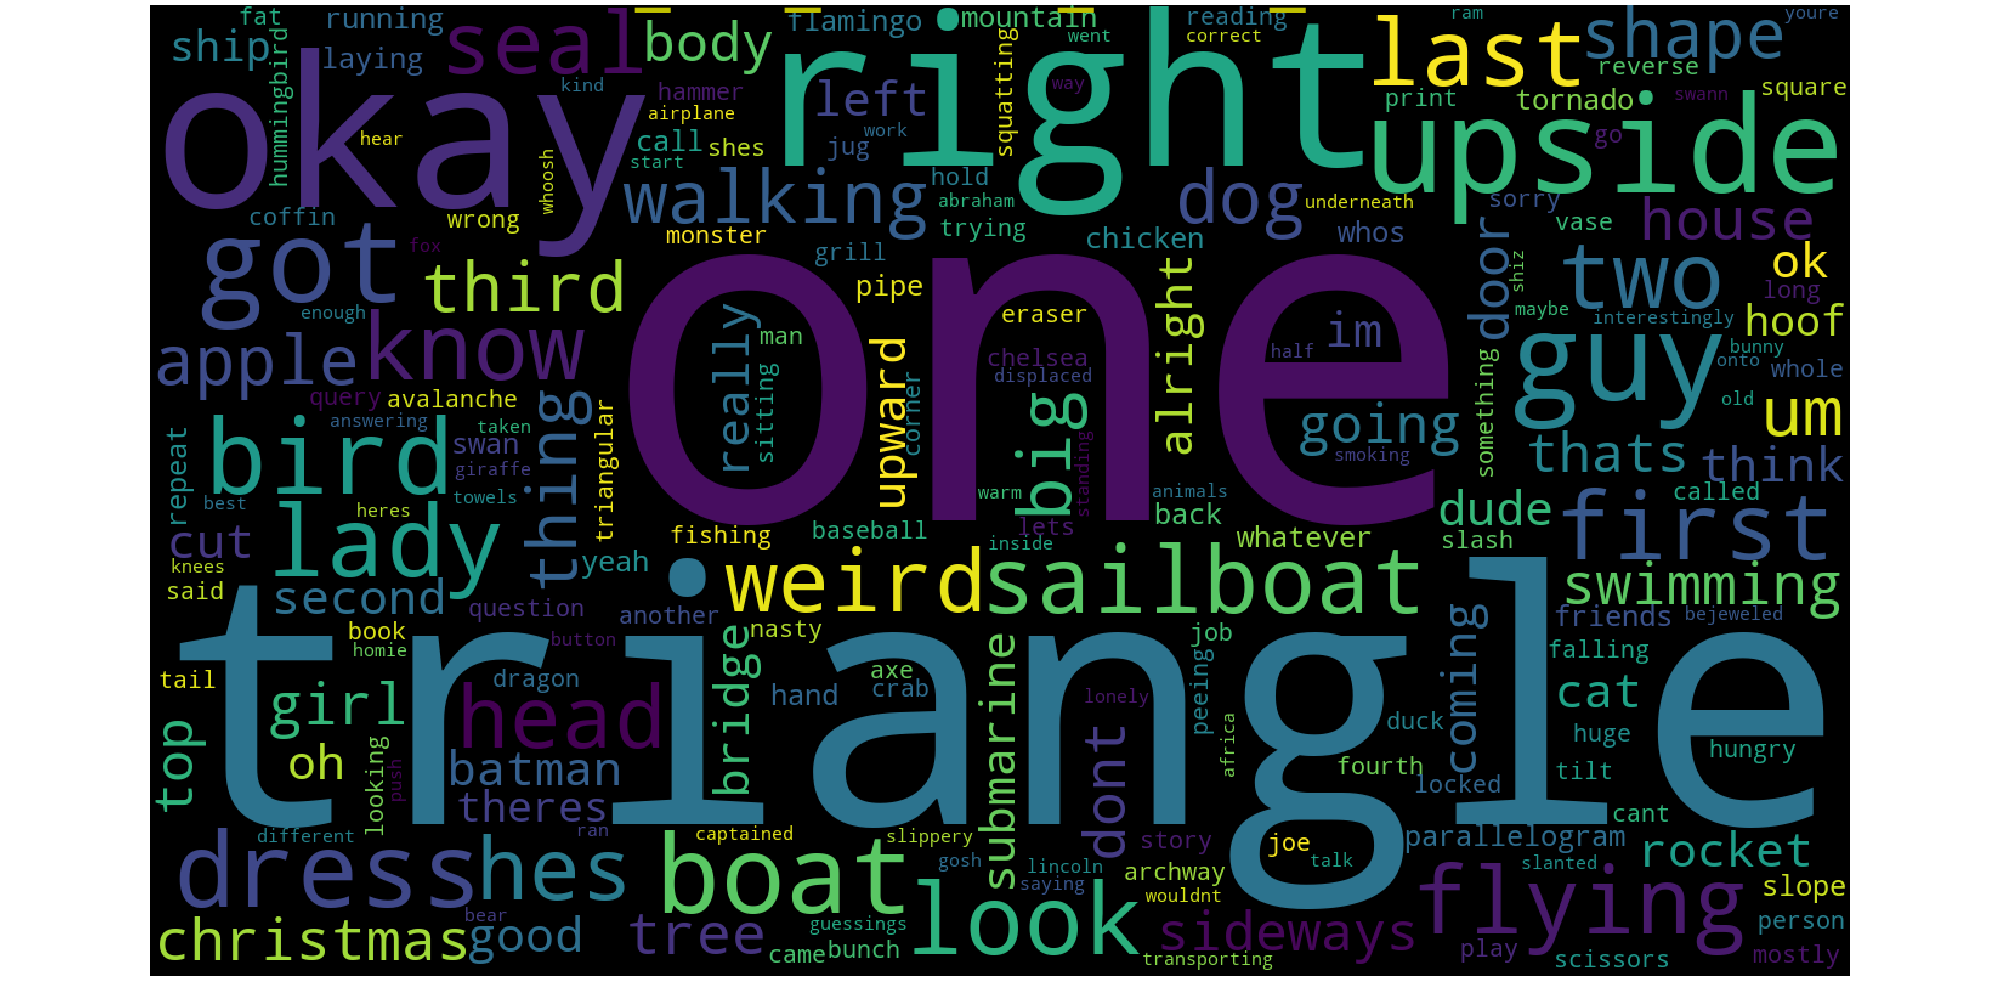 fat running flamingo mountain reading ram youre
ship hummingbird laying seal body right went correct last shape
okay kind hammer left squatting way reverse
airplane print tornado swann square
hear call shes jug work upside go
whoosh start
walking hold dog underneath sorry
coffin wrong abraham house
monster trying chicken whos vase
got fox grill door shiz two ok
third pipe long
enough know one eraser alright im maybe interestingly hoof
apple really man upward chelsea half guy bunny
displaced onto whole
query avalanche sitting corner big something old um
answering taken thing triangular going
bird swan standing smoking thats think
repeat giraffe
best towels warm animals called
heres lady back dude first
cut yeah fishing baseball lets whatever slash
knees inside
said second weird sailboat swimming
question another friends bejeweled
book nasty job coming
homie button bridge submarine falling
tail dragon axe peeing triangle
girl head hand crab lonely cat
top duck
oh looking batman dont africa huge hungry
push fourth tilt
theres locked
cant
different ran captained slippery story joe parallelogram
dress hes boat gosh lincoln archway talk slanted rocket
saying wouldnt flying slope
bear guessings look person
christmas good tree sideways
came bunch transporting play scissors mostly